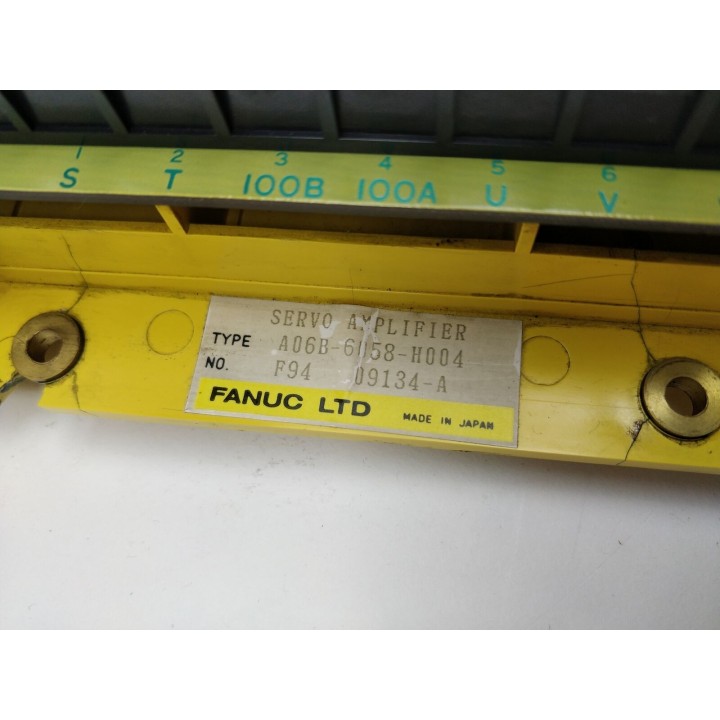 1 2 3 4 5 6
S T 100B 100A U V
SERVO AMPLIFIER
TYPE A06B-6058-H004
NO. F94 09134-A
FANUC LTD MADE IN JAPAN